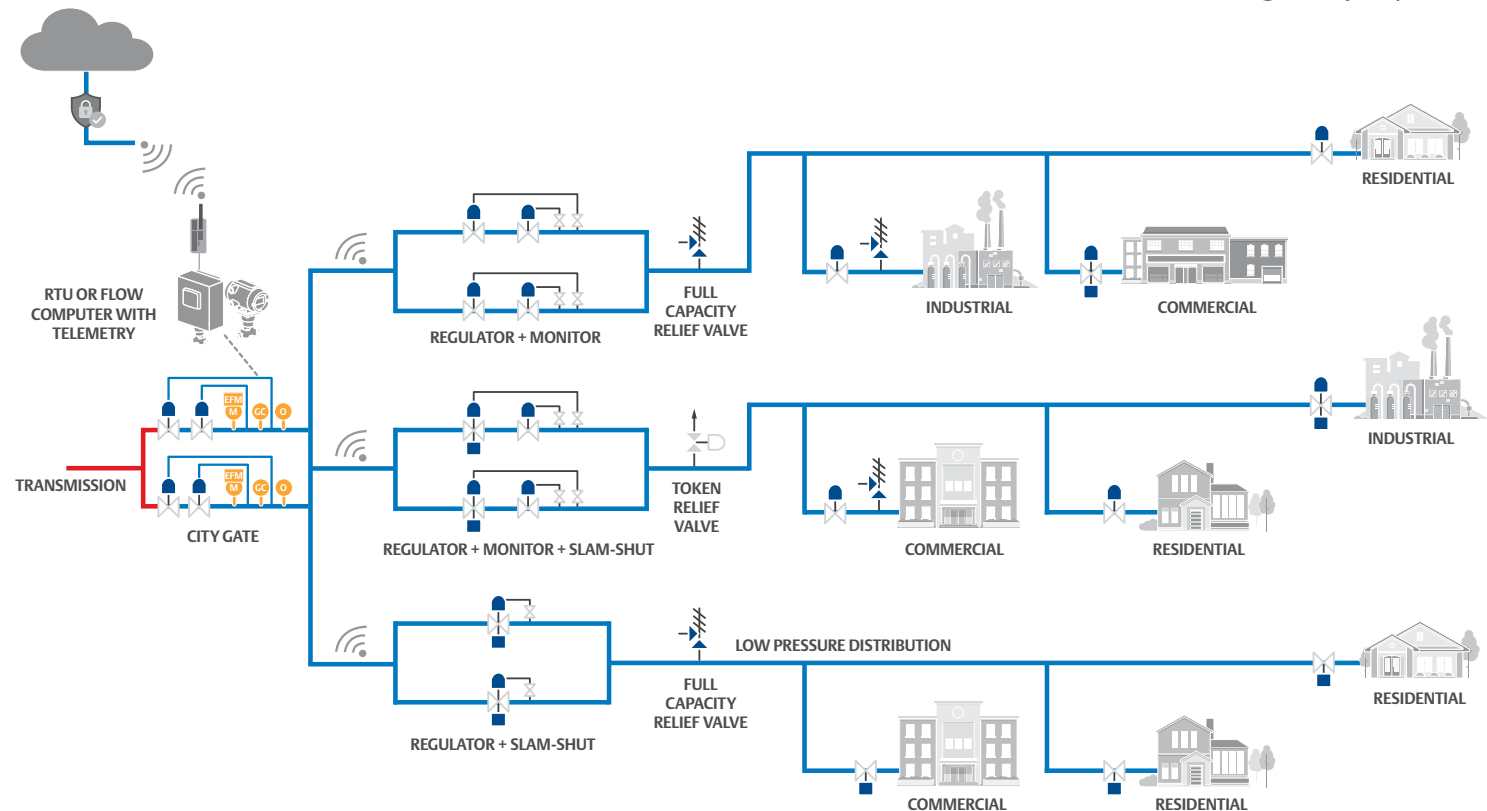 RESIDENTIAL
RTU OR FLOW
COMPUTER WITH
TELEMETRY
REGULATOR + MONITOR
FULL
CAPACITY
RELIEF VALVE
INDUSTRIAL
COMMERCIAL
EFM
M
GC
O
TRANSMISSION
EFM
M
GC
O
CITY GATE
REGULATOR + MONITOR + SLAM-SHUT
TOKEN
RELIEF
VALVE
COMMERCIAL
RESIDENTIAL
INDUSTRIAL
REGULATOR + SLAM-SHUT
FULL
CAPACITY
RELIEF VALVE
LOW PRESSURE DISTRIBUTION
COMMERCIAL
RESIDENTIAL
RESIDENTIAL